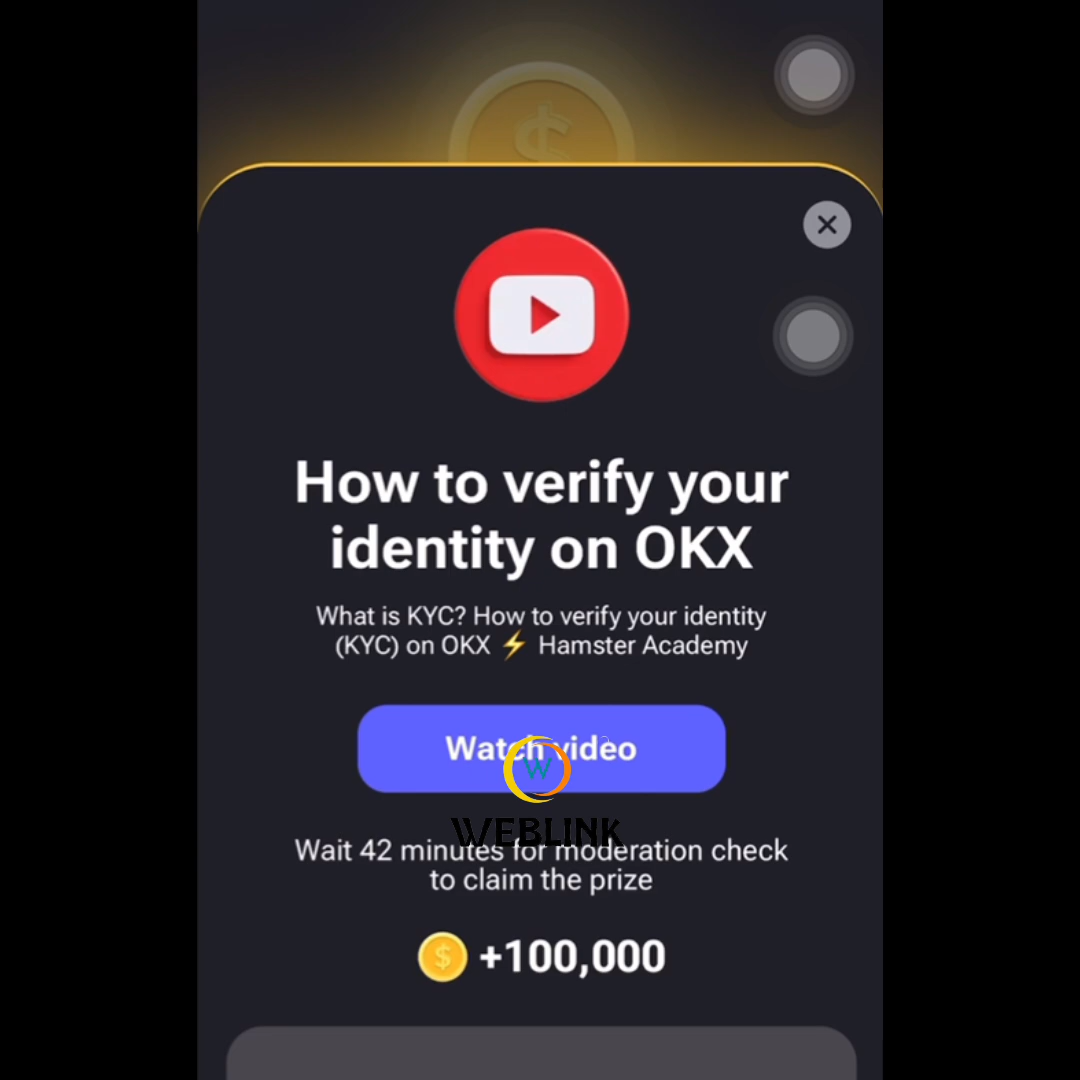 How to verify your
identity on OKX
What is KYC? How to verify your identity
(KYC) on OKX ⚡ Hamster Academy
Watch video
W
WEBLINK
Wait 42 minutes for moderation check
to claim the prize
$ +100,000